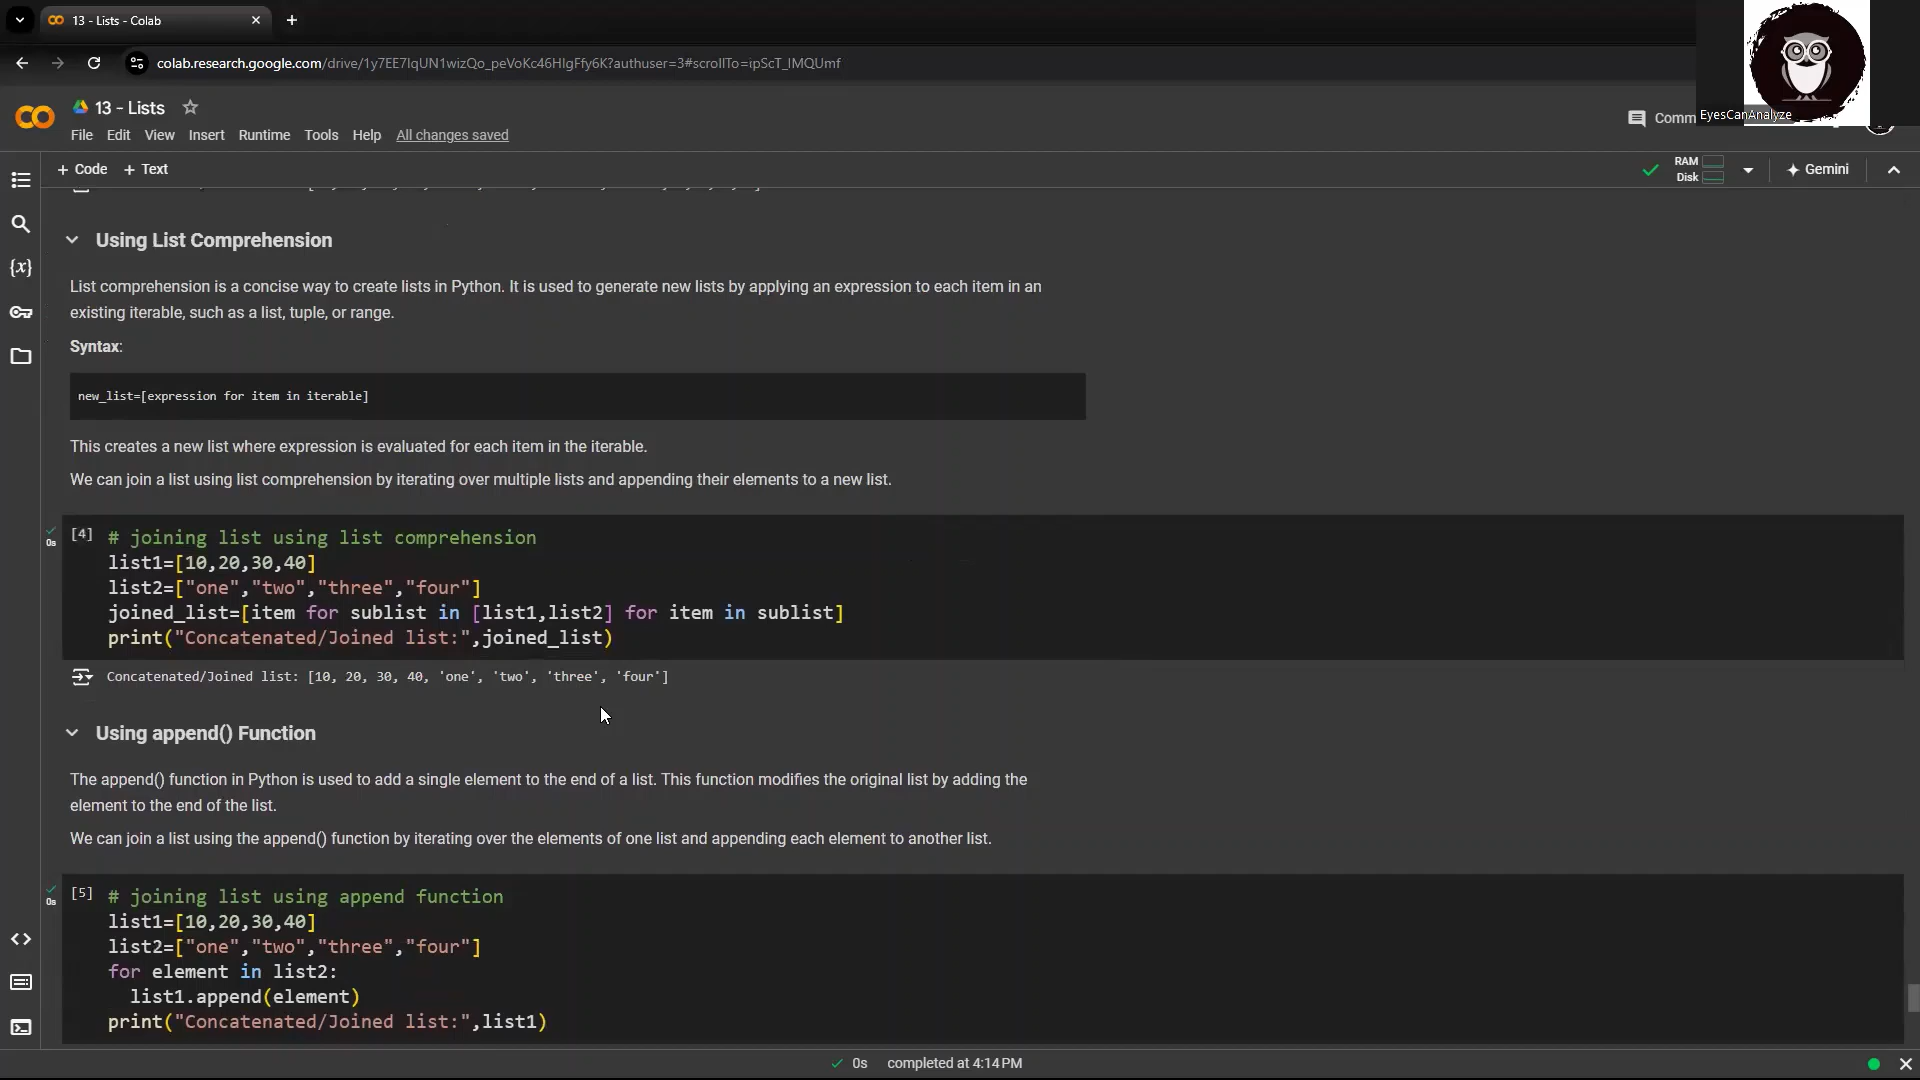 13 - Lists - Colab
colab.research.google.com/drive/1y7EE7IqUN1wizQo_peVoKc46HIgFfy6K?authuser=3#scrollTo=ipScT_IMQUmf
EyesCanAnalyze
13 - Lists
File Edit View Insert Runtime Tools Help All changes saved
Comm
+ Code + Text
RAM
Disk
Gemini
Using List Comprehension
List comprehension is a concise way to create lists in Python. It is used to generate new lists by applying an expression to each item in an
existing iterable, such as a list, tuple, or range.
Syntax:
new_list=[expression for item in iterable]
This creates a new list where expression is evaluated for each item in the iterable.
We can join a list using list comprehension by iterating over multiple lists and appending their elements to a new list.
[4]
0s
# joining list using list comprehension
list1=[10,20,30,40]
list2=["one","two","three","four"]
joined_list=[item for sublist in [list1,list2] for item in sublist]
print("Concatenated/Joined list:",joined_list)
Concatenated/Joined list: [10, 20, 30, 40, 'one', 'two', 'three', 'four']
Using append() Function
The append() function in Python is used to add a single element to the end of a list. This function modifies the original list by adding the
element to the end of the list.
We can join a list using the append() function by iterating over the elements of one list and appending each element to another list.
[5]
0s
# joining list using append function
list1=[10,20,30,40]
list2=["one","two","three","four"]
for element in list2:
list1.append(element)
print("Concatenated/Joined list:",list1)
0s completed at 4:14 PM